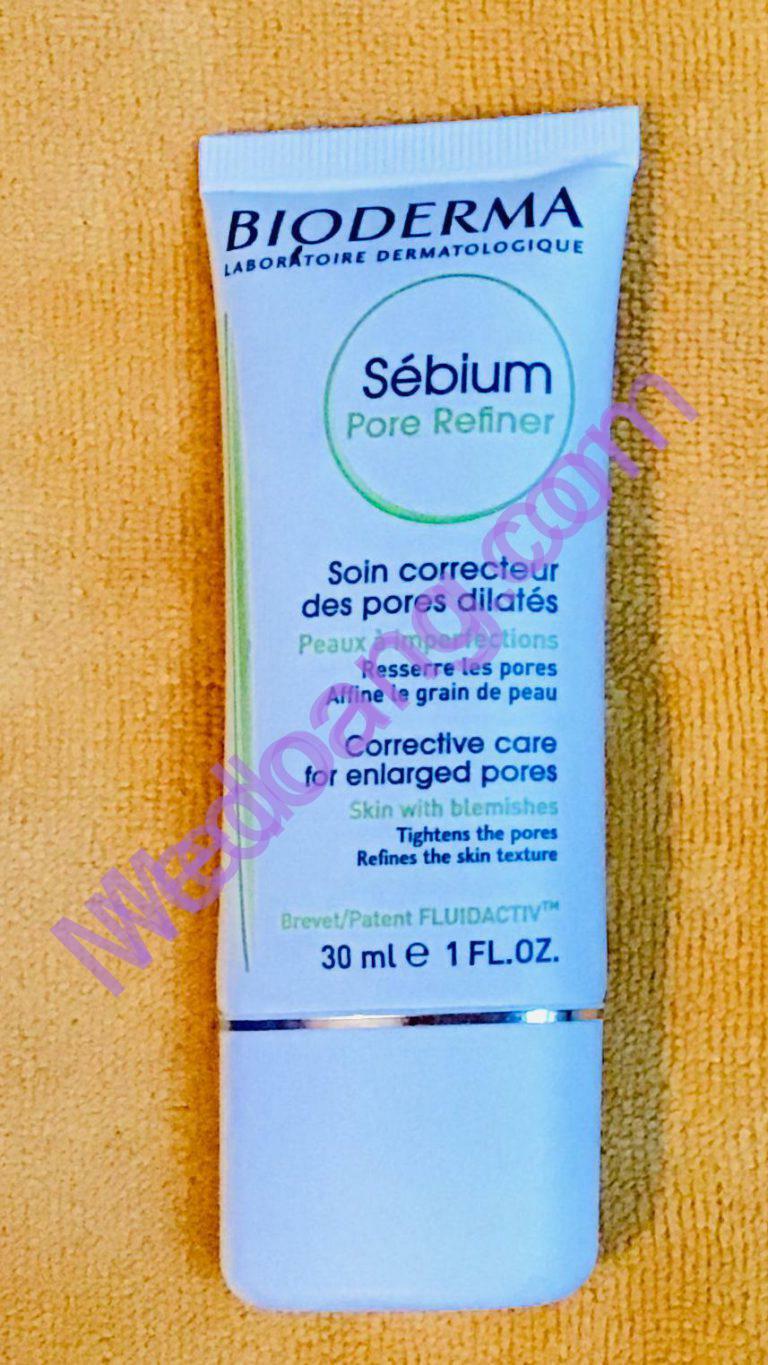 BIODERMA
LABORATOIRE DERMATOLOGIQUE
Sébium
Pore Refiner
Soin correcteur
des pores dilatés
Peaux à imperfections
Resserre les pores
Affine le grain de peau
Corrective care
for enlarged pores
Skin with blemishes
Tightens the pores
Refines the skin texture
Brevet/Patent FLUIDACTIV™
30 ml e 1 FL.OZ.